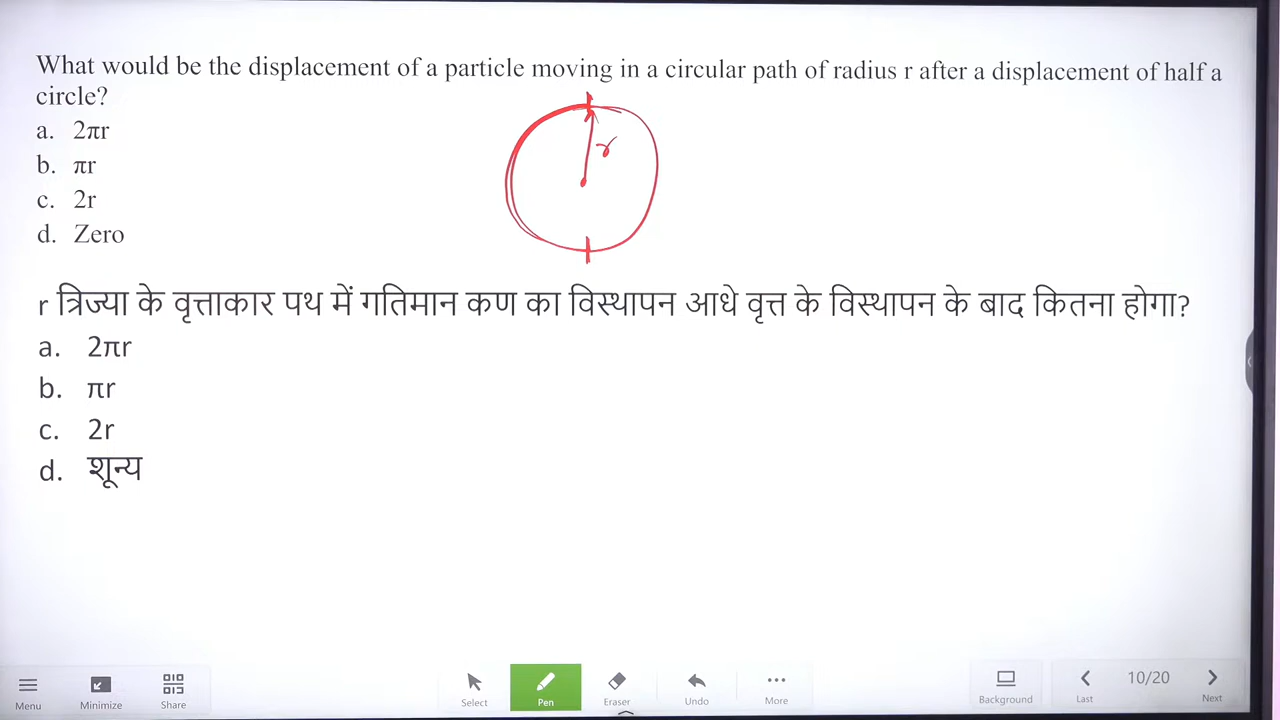 What would be the displacement of a particle moving in a circular path of radius r after a displacement of half a
circle?
a. 2πr
b. πr
c. 2r
d. Zero
r
r त्रिज्या के वृत्ताकार पथ में गतिमान कण का विस्थापन आधे वृत्त के विस्थापन के बाद कितना होगा?
a. 2πr
b. πr
c. 2r
d. शून्य
Menu Minimize Share Select Pen Eraser Undo More Background Last 10/20 Next